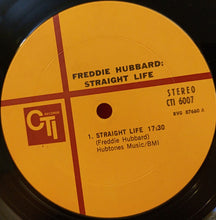 FREDDIE HUBBARD:
STRAIGHT LIFE
STEREO
CTI 6007
RVG 87660 A
CTI
1. STRAIGHT LIFE 17:30
(Freddie Hubbard)
Hubtones Music/BMI